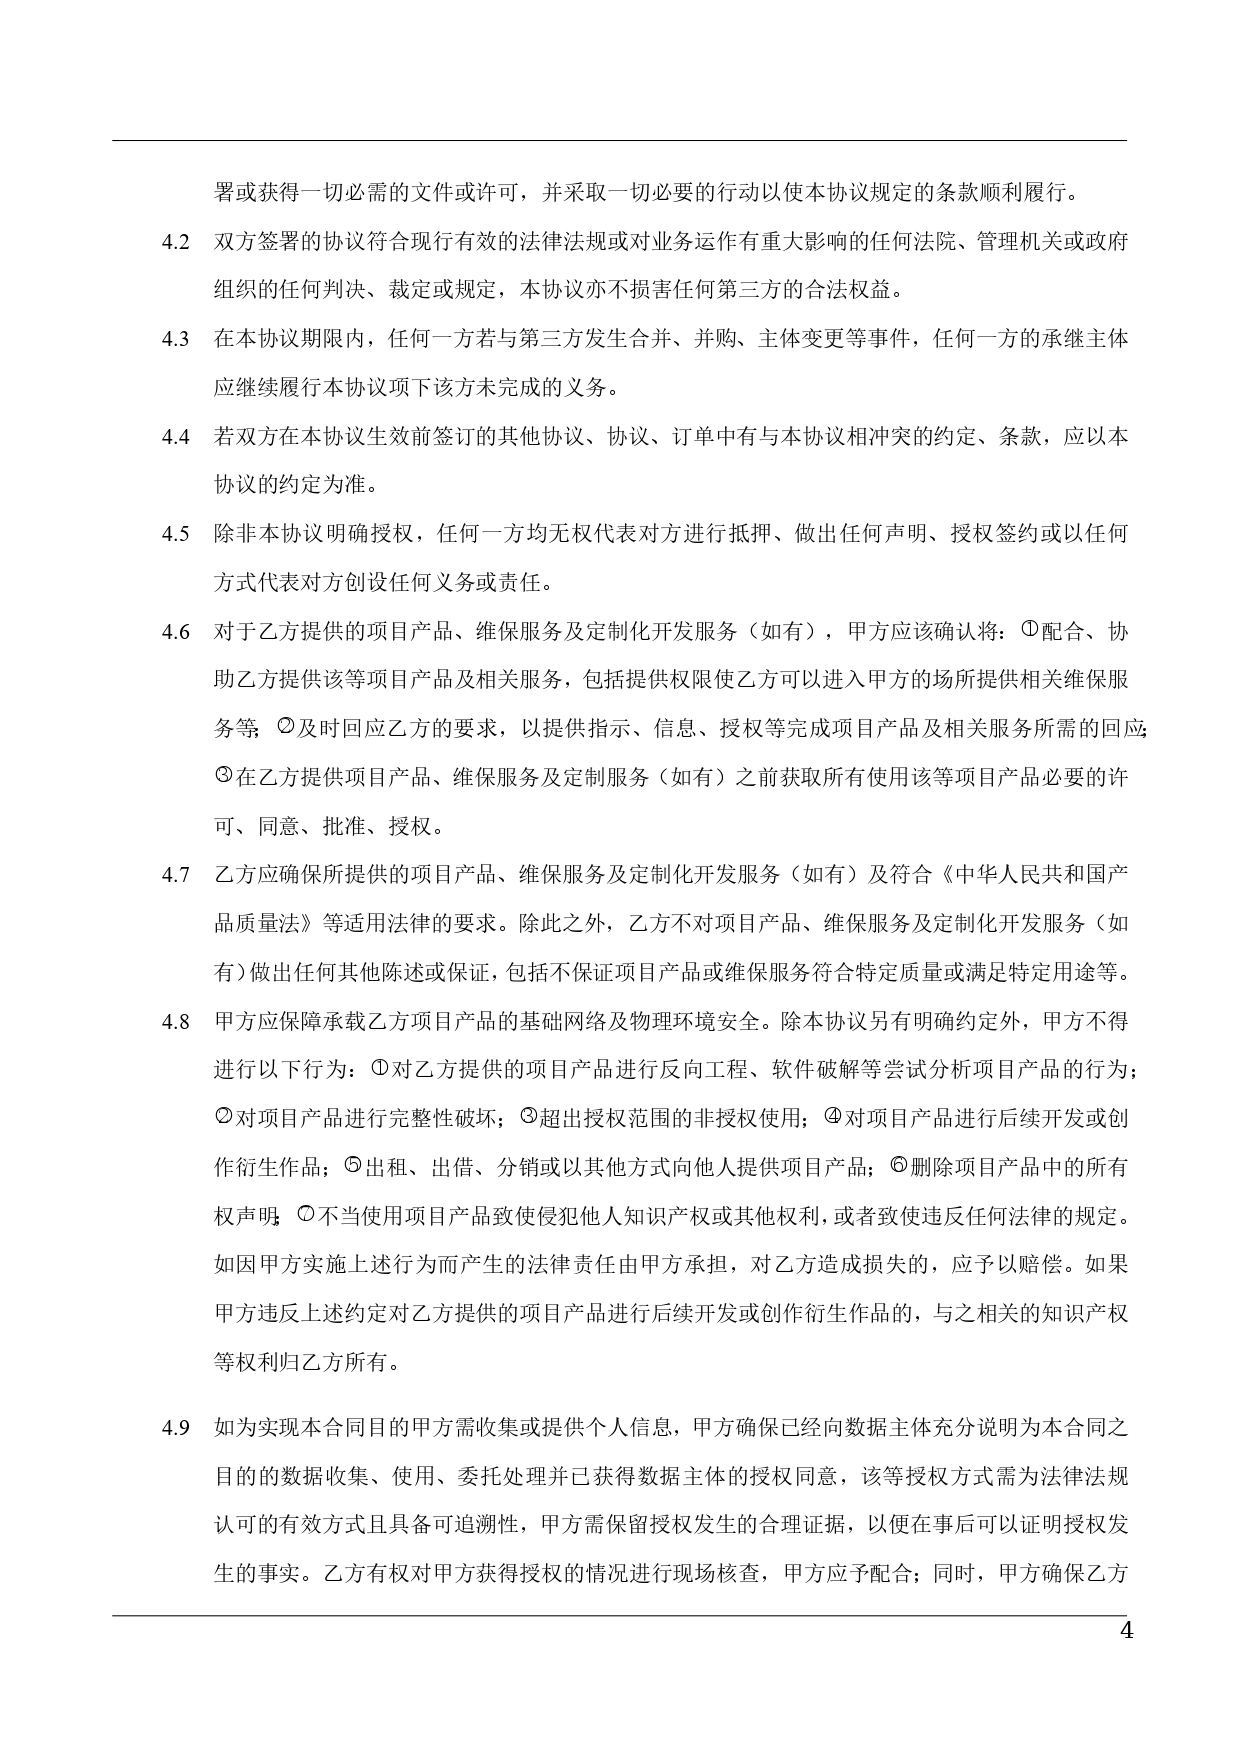 署或获得一切必需的文件或许可，并采取一切必要的行动以使本协议规定的条款顺利履行。
4.2 双方签署的协议符合现行有效的法律法规或对业务运作有重大影响的任何法院、管理机关或政府
组织的任何判决、裁定或规定，本协议亦不损害任何第三方的合法权益。
4.3 在本协议期限内，任何一方若与第三方发生合并、并购、主体变更等事件，任何一方的承继主体
应继续履行本协议项下该方未完成的义务。
4.4 若双方在本协议生效前签订的其他协议、协议、订单中有与本协议相冲突的约定、条款，应以本
协议的约定为准。
4.5 除非本协议明确授权，任何一方均无权代表对方进行抵押、做出任何声明、授权签约或以任何
方式代表对方创设任何义务或责任。
4.6 对于乙方提供的项目产品、维保服务及定制化开发服务（如有），甲方应该确认将：①配合、协
助乙方提供该等项目产品及相关服务，包括提供权限使乙方可以进入甲方的场所提供相关维保服
务等；②及时回应乙方的要求，以提供指示、信息、授权等完成项目产品及相关服务所需的回应；
③在乙方提供项目产品、维保服务及定制服务（如有）之前获取所有使用该等项目产品必要的许
可、同意、批准、授权。
4.7 乙方应确保所提供的项目产品、维保服务及定制化开发服务（如有）及符合《中华人民共和国产
品质量法》等适用法律的要求。除此之外，乙方不对项目产品、维保服务及定制化开发服务（如
有）做出任何其他陈述或保证，包括不保证项目产品或维保服务符合特定质量或满足特定用途等。
4.8 甲方应保障承载乙方项目产品的基础网络及物理环境安全。除本协议另有明确约定外，甲方不得
进行以下行为：①对乙方提供的项目产品进行反向工程、软件破解等尝试分析项目产品的行为；
②对项目产品进行完整性破坏；③超出授权范围的非授权使用；④对项目产品进行后续开发或创
作衍生作品；⑤出租、出借、分销或以其他方式向他人提供项目产品；⑥删除项目产品中的所有
权声明；⑦不当使用项目产品致使侵犯他人知识产权或其他权利，或者致使违反任何法律的规定。
如因甲方实施上述行为而产生的法律责任由甲方承担，对乙方造成损失的，应予以赔偿。如果
甲方违反上述约定对乙方提供的项目产品进行后续开发或创作衍生作品的，与之相关的知识产权
等权利归乙方所有。
4.9 如为实现本合同目的甲方需收集或提供个人信息，甲方确保已经向数据主体充分说明为本合同之
目的的数据收集、使用、委托处理并已获得数据主体的授权同意，该等授权方式需为法律法规
认可的有效方式且具备可追溯性，甲方需保留授权发生的合理证据，以便在事后可以证明授权发
生的事实。乙方有权对甲方获得授权的情况进行现场核查，甲方应予配合；同时，甲方确保乙方
4